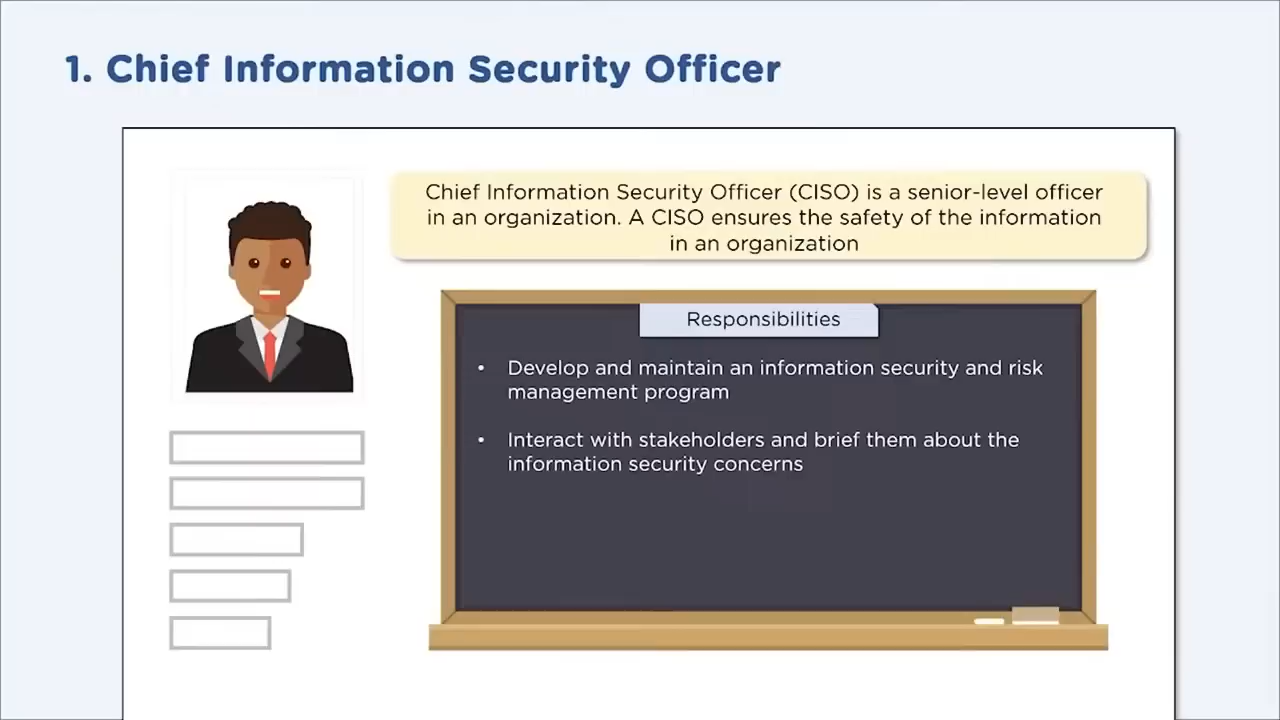 1. Chief Information Security Officer
Chief Information Security Officer (CISO) is a senior-level officer
in an organization. A CISO ensures the safety of the information
in an organization
Responsibilities
• Develop and maintain an information security and risk
management program
• Interact with stakeholders and brief them about the
information security concerns